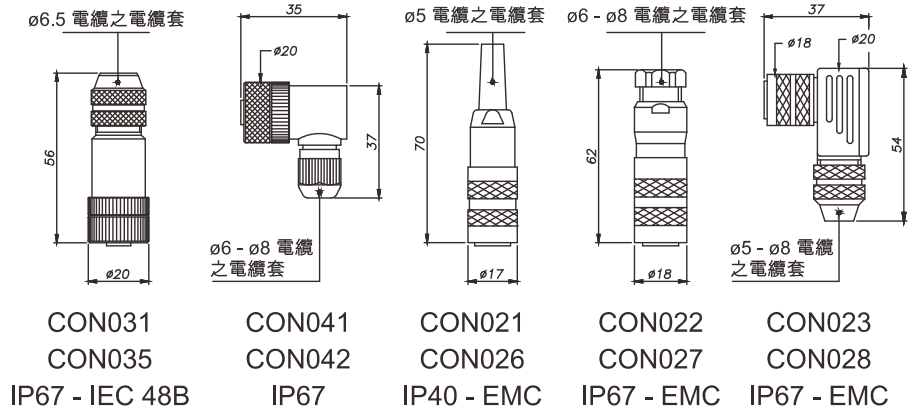 ø6.5 電纜之電纜套
56
ø20
CON031
CON035
IP67 - IEC 48B
35
ø20
37
ø6 - ø8 電纜
之電纜套
CON041
CON042
IP67
ø5 電纜之電纜套
70
ø17
CON021
CON026
IP40 - EMC
ø6 - ø8 電纜之電纜套
62
ø18
CON022
CON027
IP67 - EMC
37
ø18
ø20
54
ø5 - ø8 電纜
之電纜套
CON023
CON028
IP67 - EMC